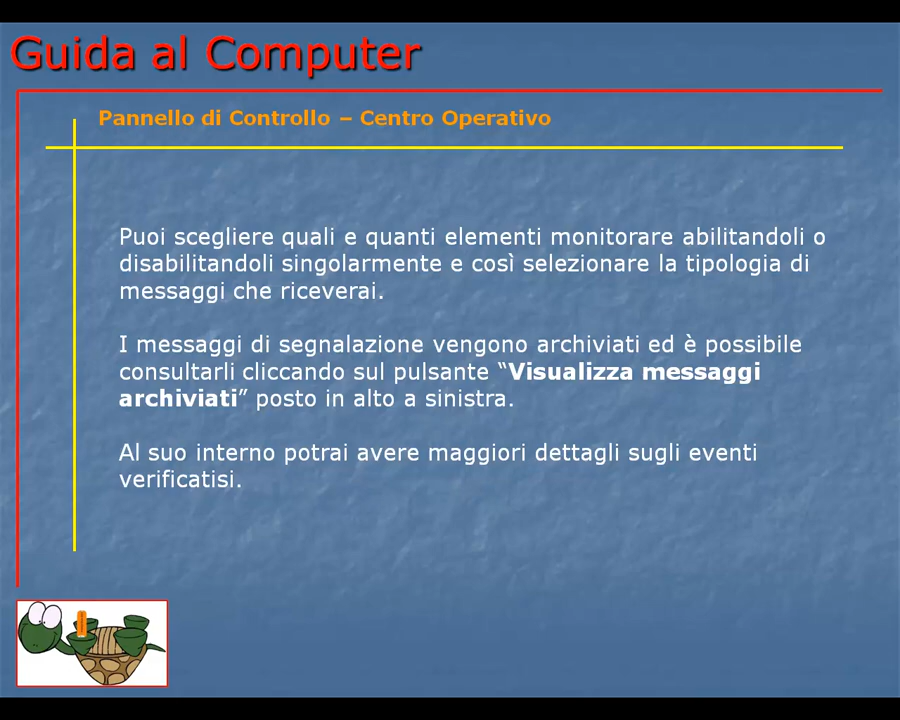 Guida al Computer
Pannello di Controllo – Centro Operativo
Puoi scegliere quali e quanti elementi monitorare abilitandoli o
disabilitandoli singolarmente e così selezionare la tipologia di
messaggi che riceverai.
I messaggi di segnalazione vengono archiviati ed è possibile
consultarli cliccando sul pulsante “Visualizza messaggi
archiviati” posto in alto a sinistra.
Al suo interno potrai avere maggiori dettagli sugli eventi
verificatisi.